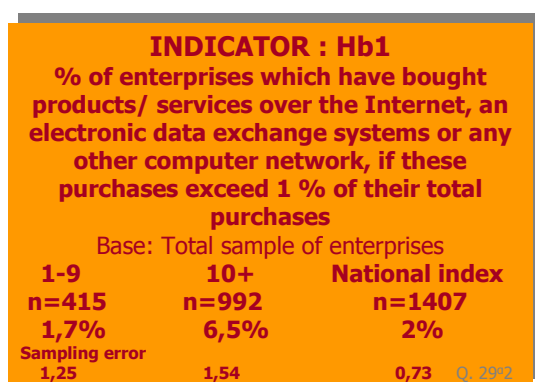 INDICATOR : Hb1
% of enterprises which have bought
products/ services over the Internet, an
electronic data exchange systems or any
other computer network, if these
purchases exceed 1 % of their total
purchases
Base: Total sample of enterprises
1-9 10+ National index
n=415 n=992 n=1407
1,7% 6,5% 2%
Sampling error
1,25 1,54 0,73 Q. 29º2